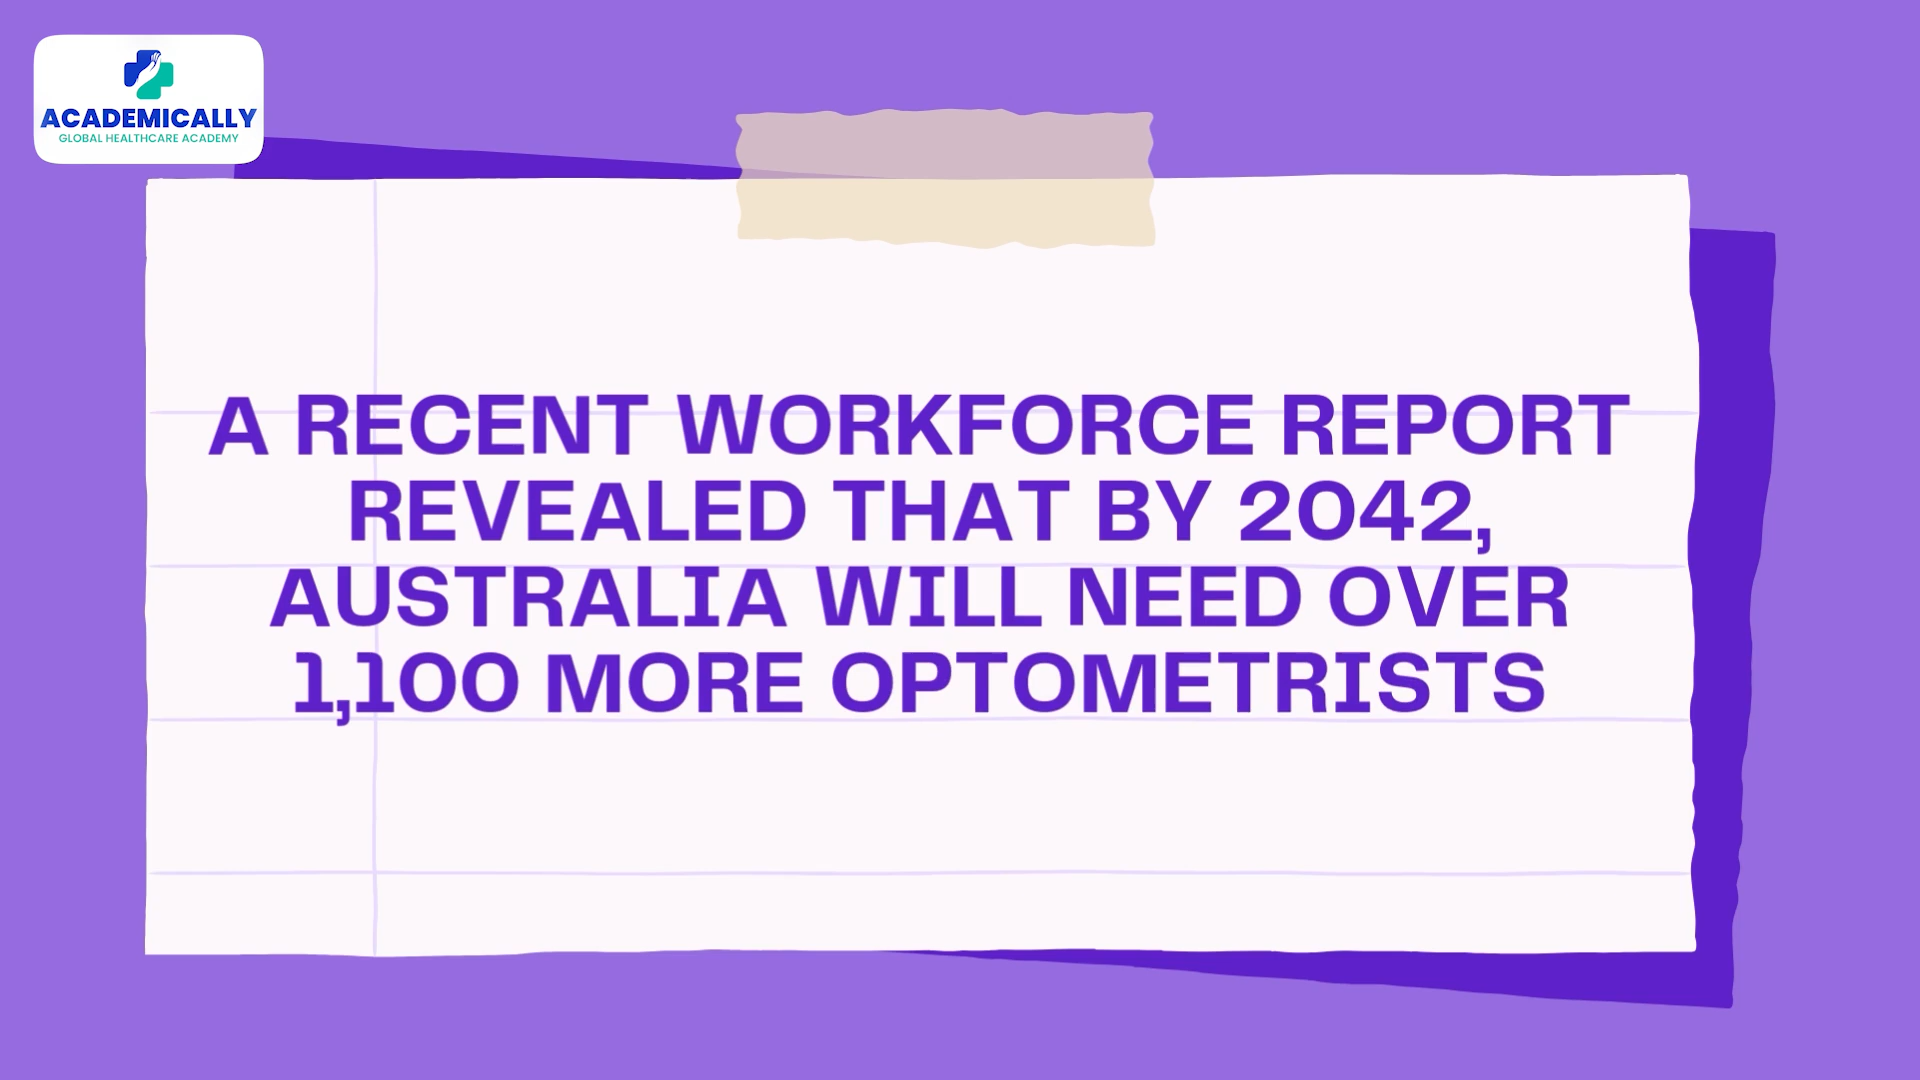 ACADEMICALLY
GLOBAL HEALTHCARE ACADEMY
A RECENT WORKFORCE REPORT
REVEALED THAT BY 2042,
AUSTRALIA WILL NEED OVER
1,100 MORE OPTOMETRISTS